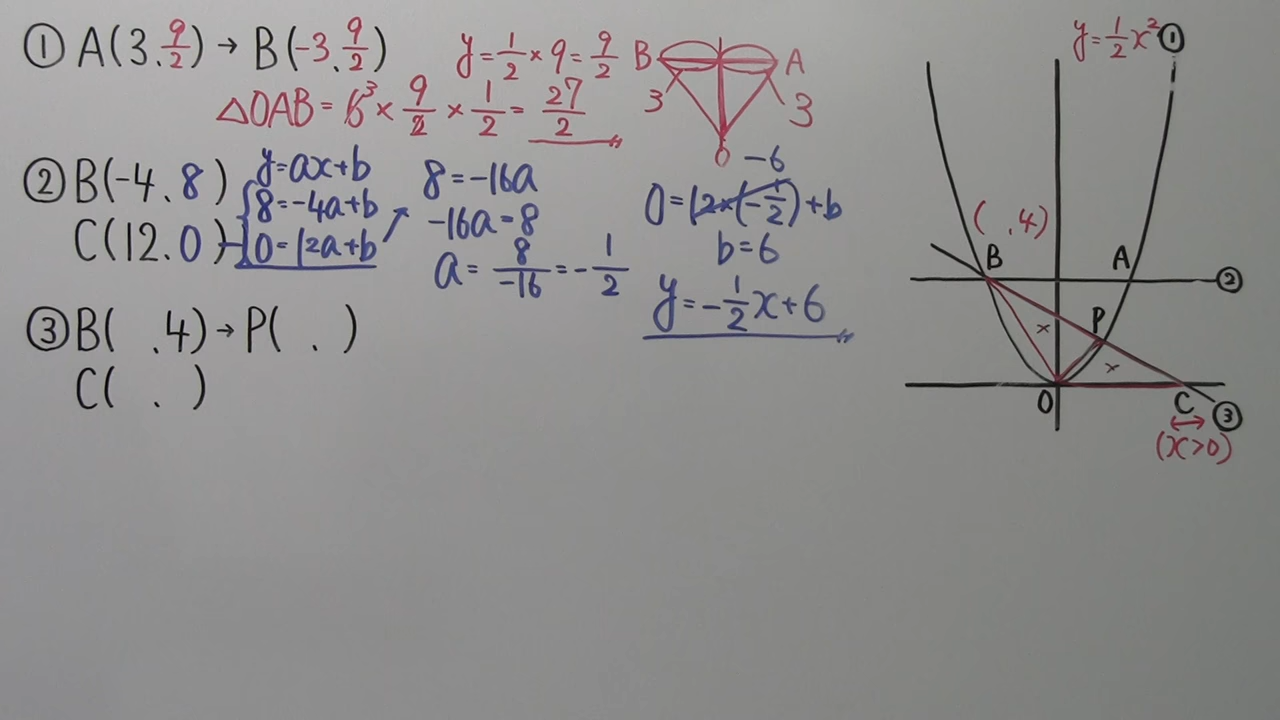 ① A(3.9/2)→B(-3.9/2)
y=1/2×9=9/2
△OAB=6³×9/2×1/2=27/2
B A
3 3
O
② B(-4.8)
C(12.0)
y=ax+b
8=-4a+b
0=12a+b
8=-16a
-16a=8
a=8/-16=-1/2
-6
0=12×(-1/2)+b
b=6
y=-1/2x+6
③ B( .4)→P( . )
C( . )
y=1/2x² ①
( .4)
B A ②
P
×
×
O C ③
(x>0)